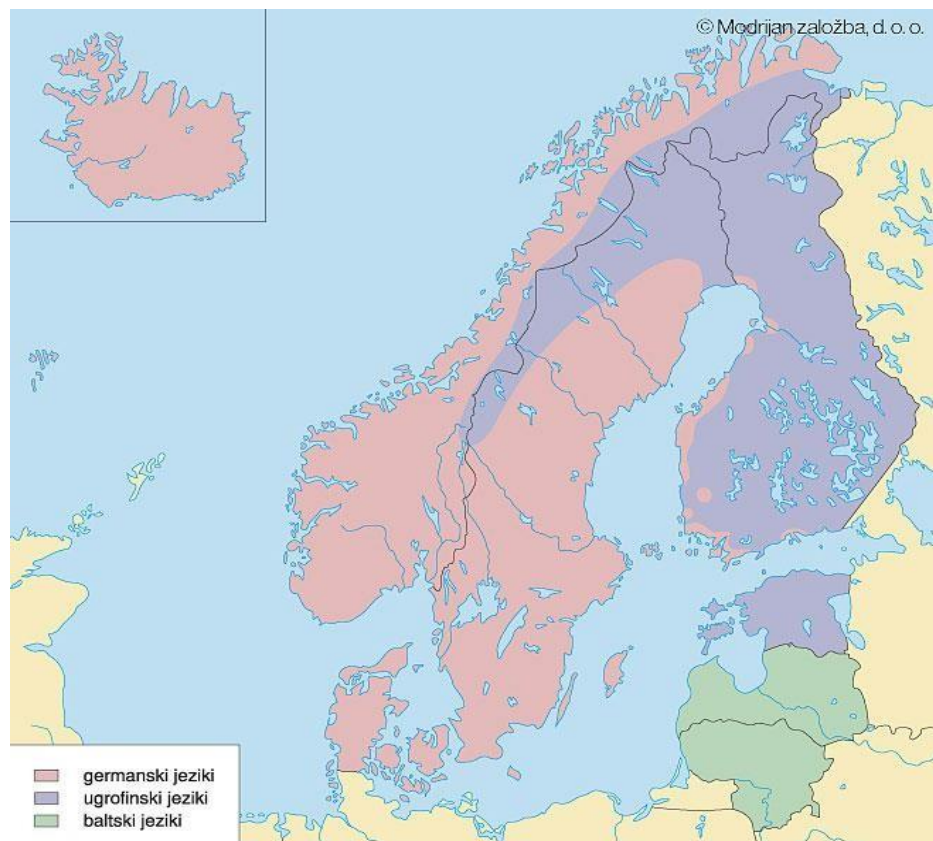 © Modrijan založba, d. o. o.
germanski jeziki
ugrofinski jeziki
baltski jeziki